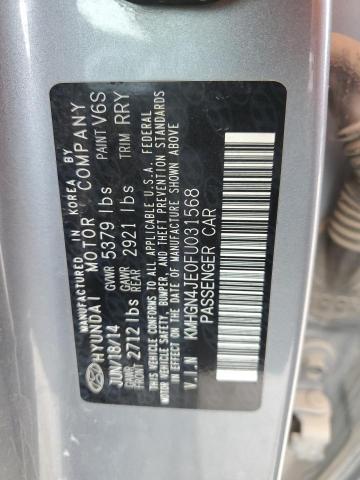 MANUFACTURED IN KOREA BY
HYUNDAI MOTOR COMPANY
JUN/18/14 GVWR 5379 lbs PAINT V6S
GAWR FRONT 2712 lbs GAWR REAR 2921 lbs TRIM RRY
THIS VEHICLE CONFORMS TO ALL APPLICABLE U.S.A. FEDERAL
MOTOR VEHICLE SAFETY, BUMPER, AND THEFT PREVENTION STANDARDS
IN EFFECT ON THE DATE OF MANUFACTURE SHOWN ABOVE
V.I.N KMHGN4JE0FU031568
PASSENGER CAR